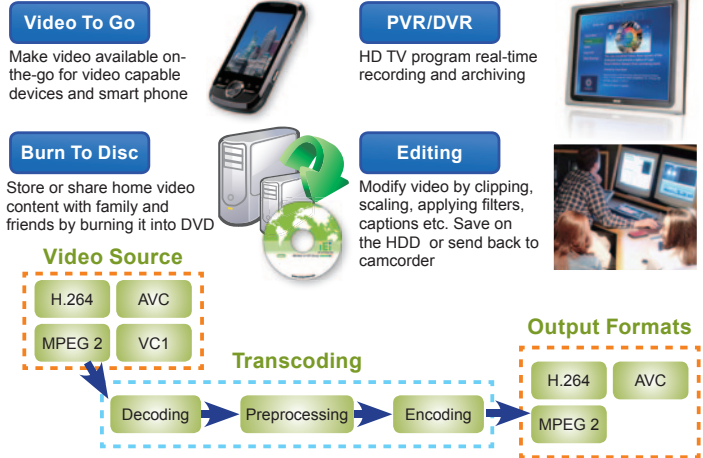 Video To Go
Make video available on-
the-go for video capable
devices and smart phone
PVR/DVR
HD TV program real-time
recording and archiving
Burn To Disc
Store or share home video
content with family and
friends by burning it into DVD
Editing
Modify video by clipping,
scaling, applying filters,
captions etc. Save on
the HDD or send back to
camcorder
Video Source
H.264
AVC
MPEG 2
VC1
Transcoding
Decoding
Preprocessing
Encoding
Output Formats
H.264
AVC
MPEG 2